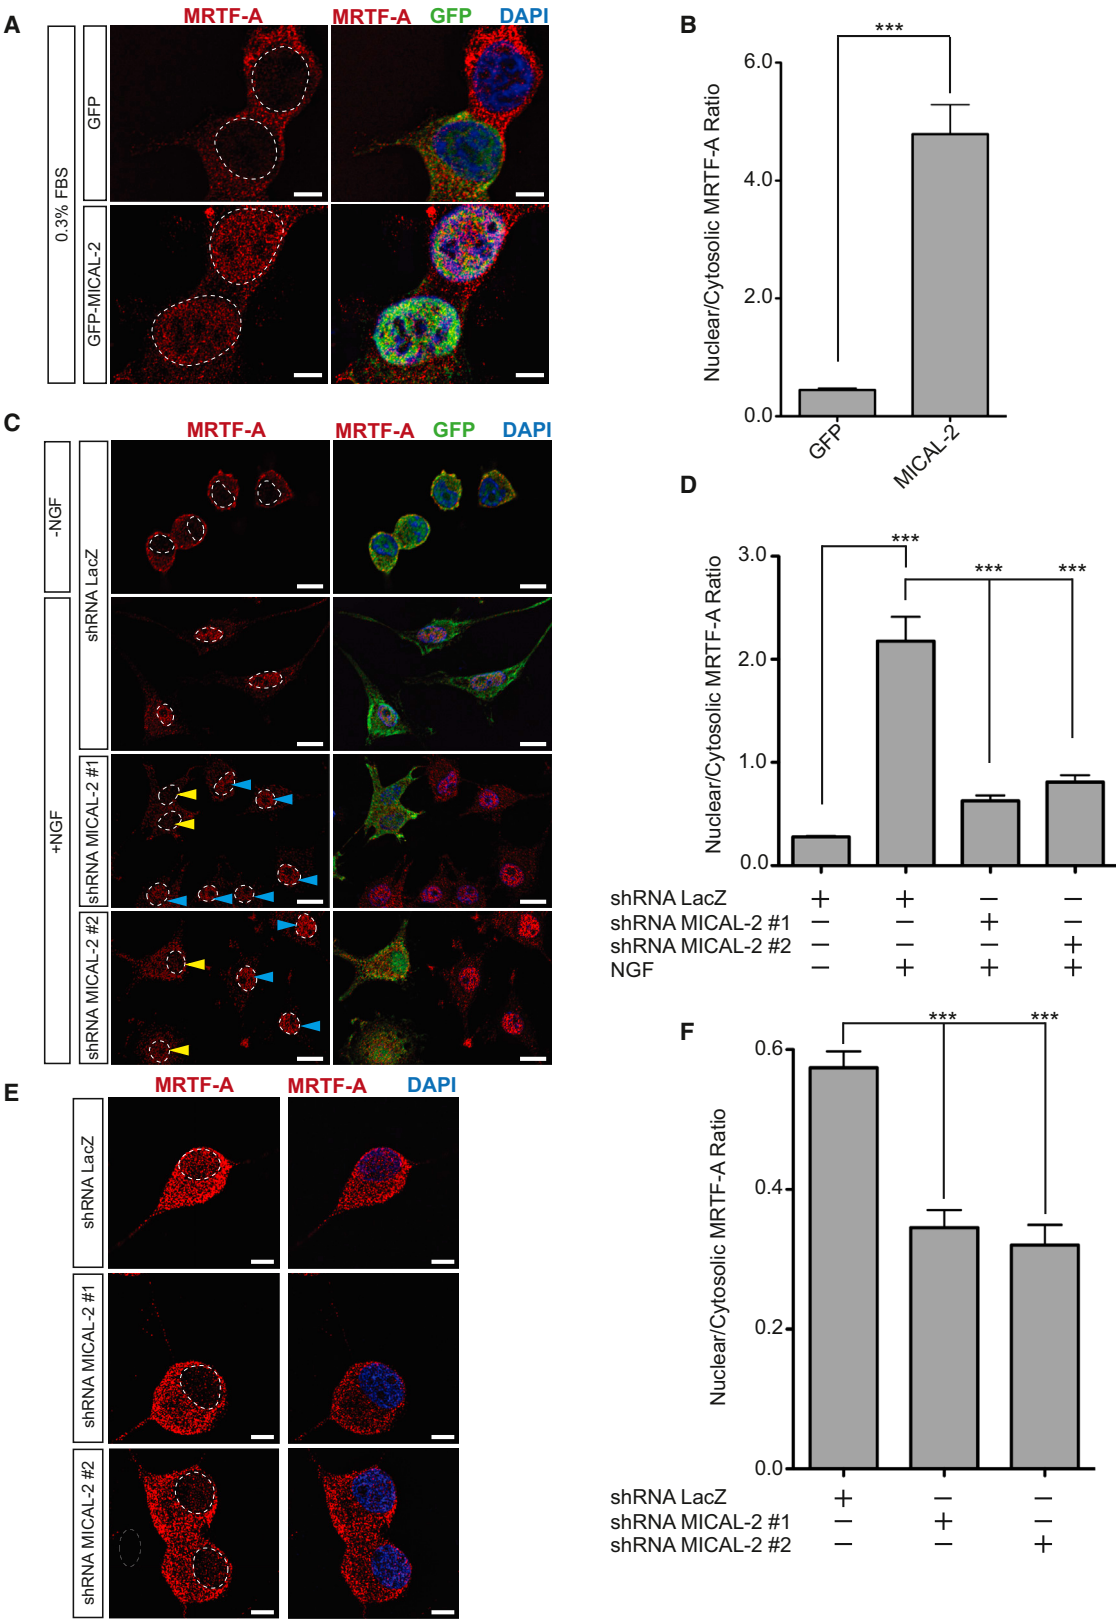 A
MRTF-A
MRTF-A GFP DAPI
0.3% FBS
GFP
GFP-MICAL-2
B
***
Nuclear/Cytosolic MRTF-A Ratio
6.0
4.0
2.0
0.0
GFP
MICAL-2
C
MRTF-A
MRTF-A GFP DAPI
-NGF
+NGF
shRNA LacZ
shRNA MICAL-2 #1
shRNA MICAL-2 #2
D
***
*** ***
Nuclear/Cytosolic MRTF-A Ratio
3.0
2.0
1.0
0.0
shRNA LacZ + + − −
shRNA MICAL-2 #1 − − + −
shRNA MICAL-2 #2 − − − +
NGF − + + +
E
MRTF-A
MRTF-A DAPI
shRNA LacZ
shRNA MICAL-2 #1
shRNA MICAL-2 #2
F
*** ***
Nuclear/Cytosolic MRTF-A Ratio
0.6
0.4
0.2
0.0
shRNA LacZ + − −
shRNA MICAL-2 #1 − + −
shRNA MICAL-2 #2 − − +